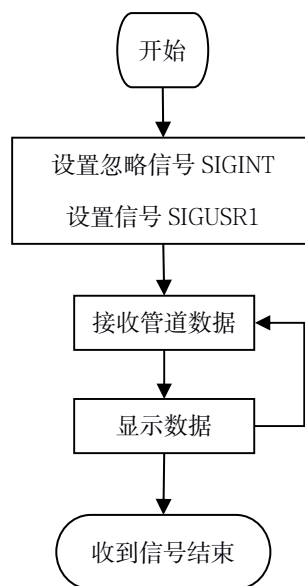 开始
设置忽略信号 SIGINT
设置信号 SIGUSR1
接收管道数据
显示数据
收到信号结束